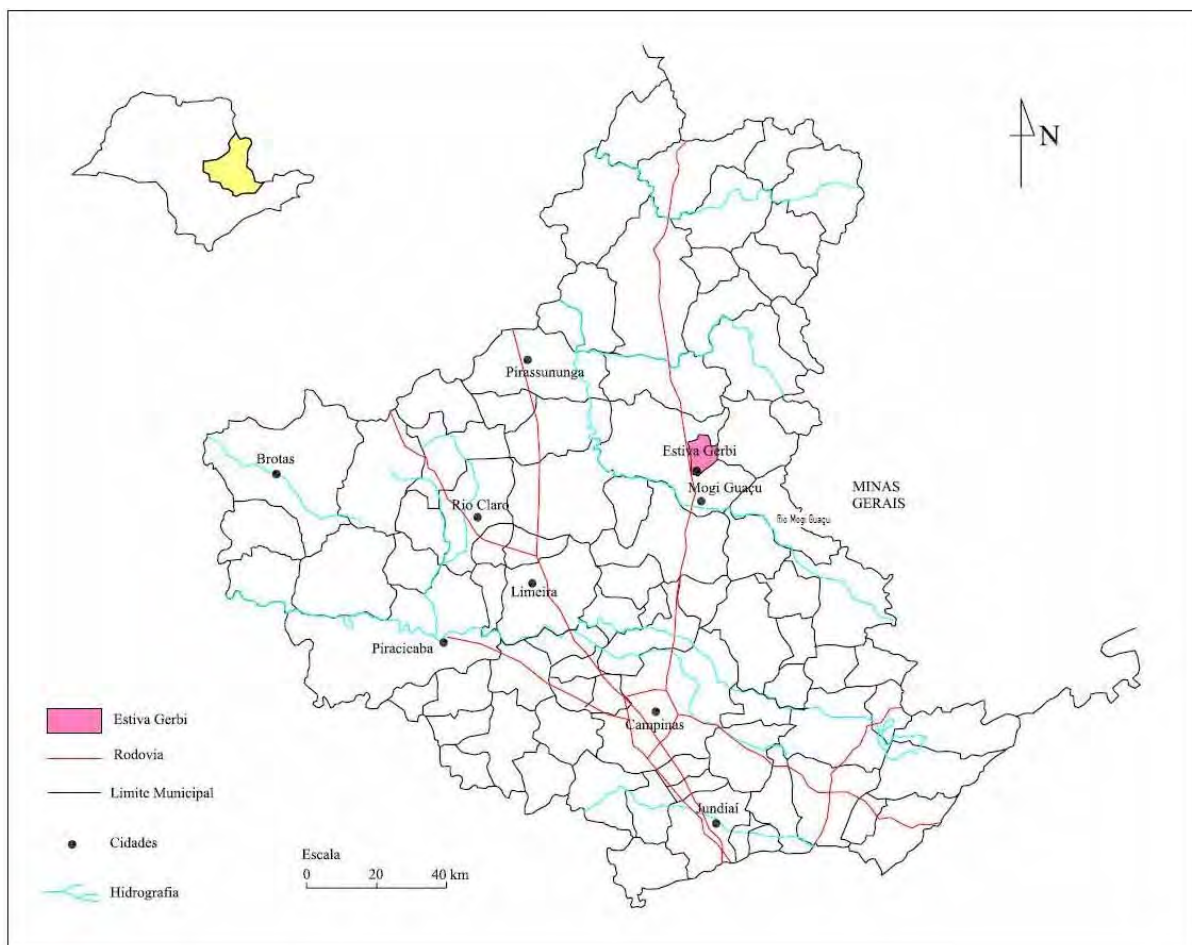 N
Pirassununga
Estiva Gerbi
Brotas
Mogi Guaçu
MINAS
GERAIS
Rio Claro
Rio Mogi Guaçu
Limeira
Piracicaba
Campinas
Jundiaí
Estiva Gerbi
Rodovia
Limite Municipal
Cidades
Hidrografia
Escala
0 20 40 km